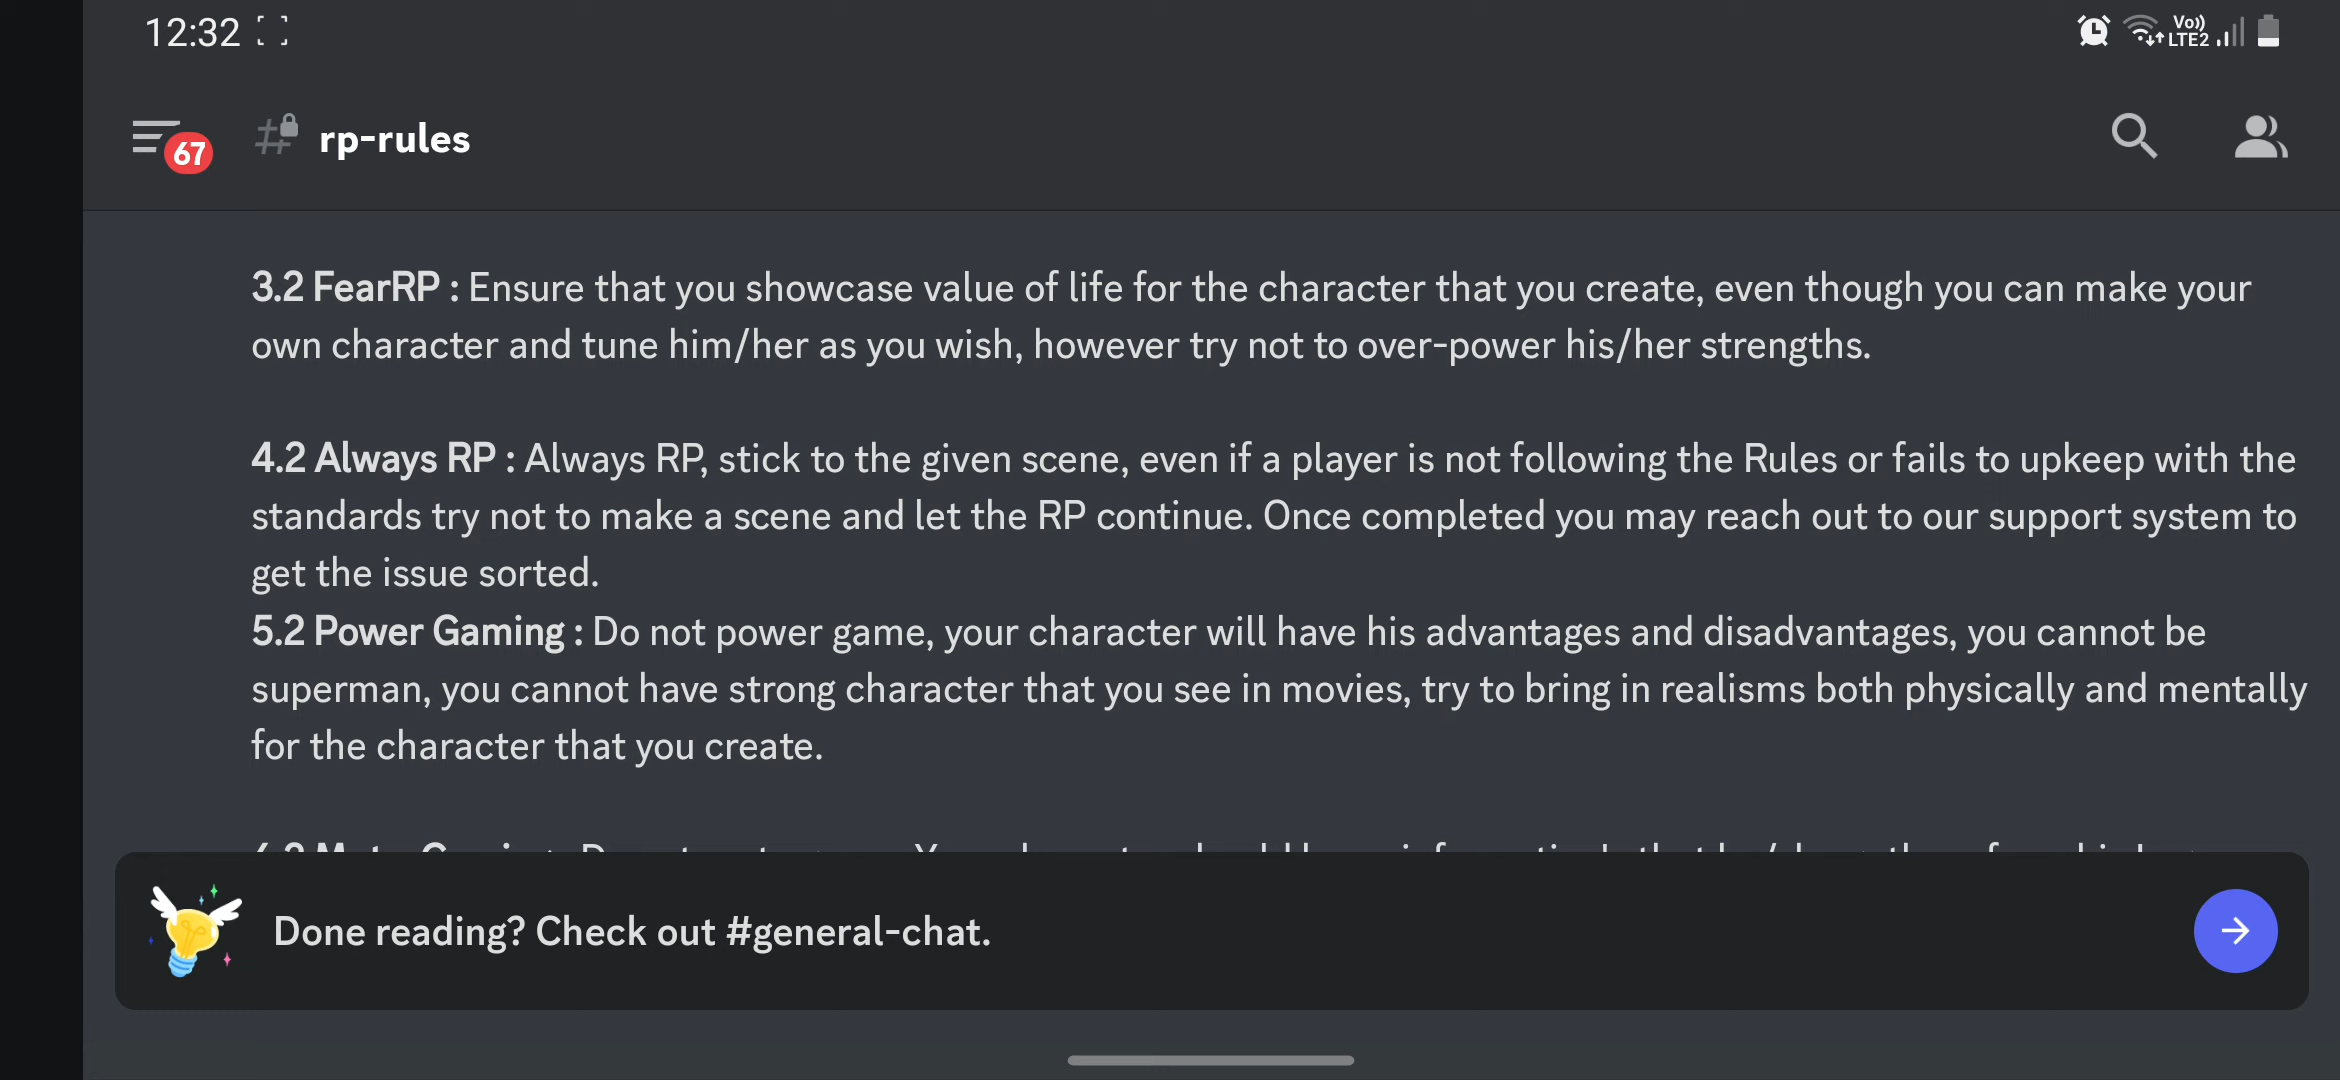 12:32
Vo)) LTE2
67
rp-rules
3.2 FearRP : Ensure that you showcase value of life for the character that you create, even though you can make your
own character and tune him/her as you wish, however try not to over-power his/her strengths.
4.2 Always RP : Always RP, stick to the given scene, even if a player is not following the Rules or fails to upkeep with the
standards try not to make a scene and let the RP continue. Once completed you may reach out to our support system to
get the issue sorted.
5.2 Power Gaming : Do not power game, your character will have his advantages and disadvantages, you cannot be
superman, you cannot have strong character that you see in movies, try to bring in realisms both physically and mentally
for the character that you create.
Done reading? Check out #general-chat.